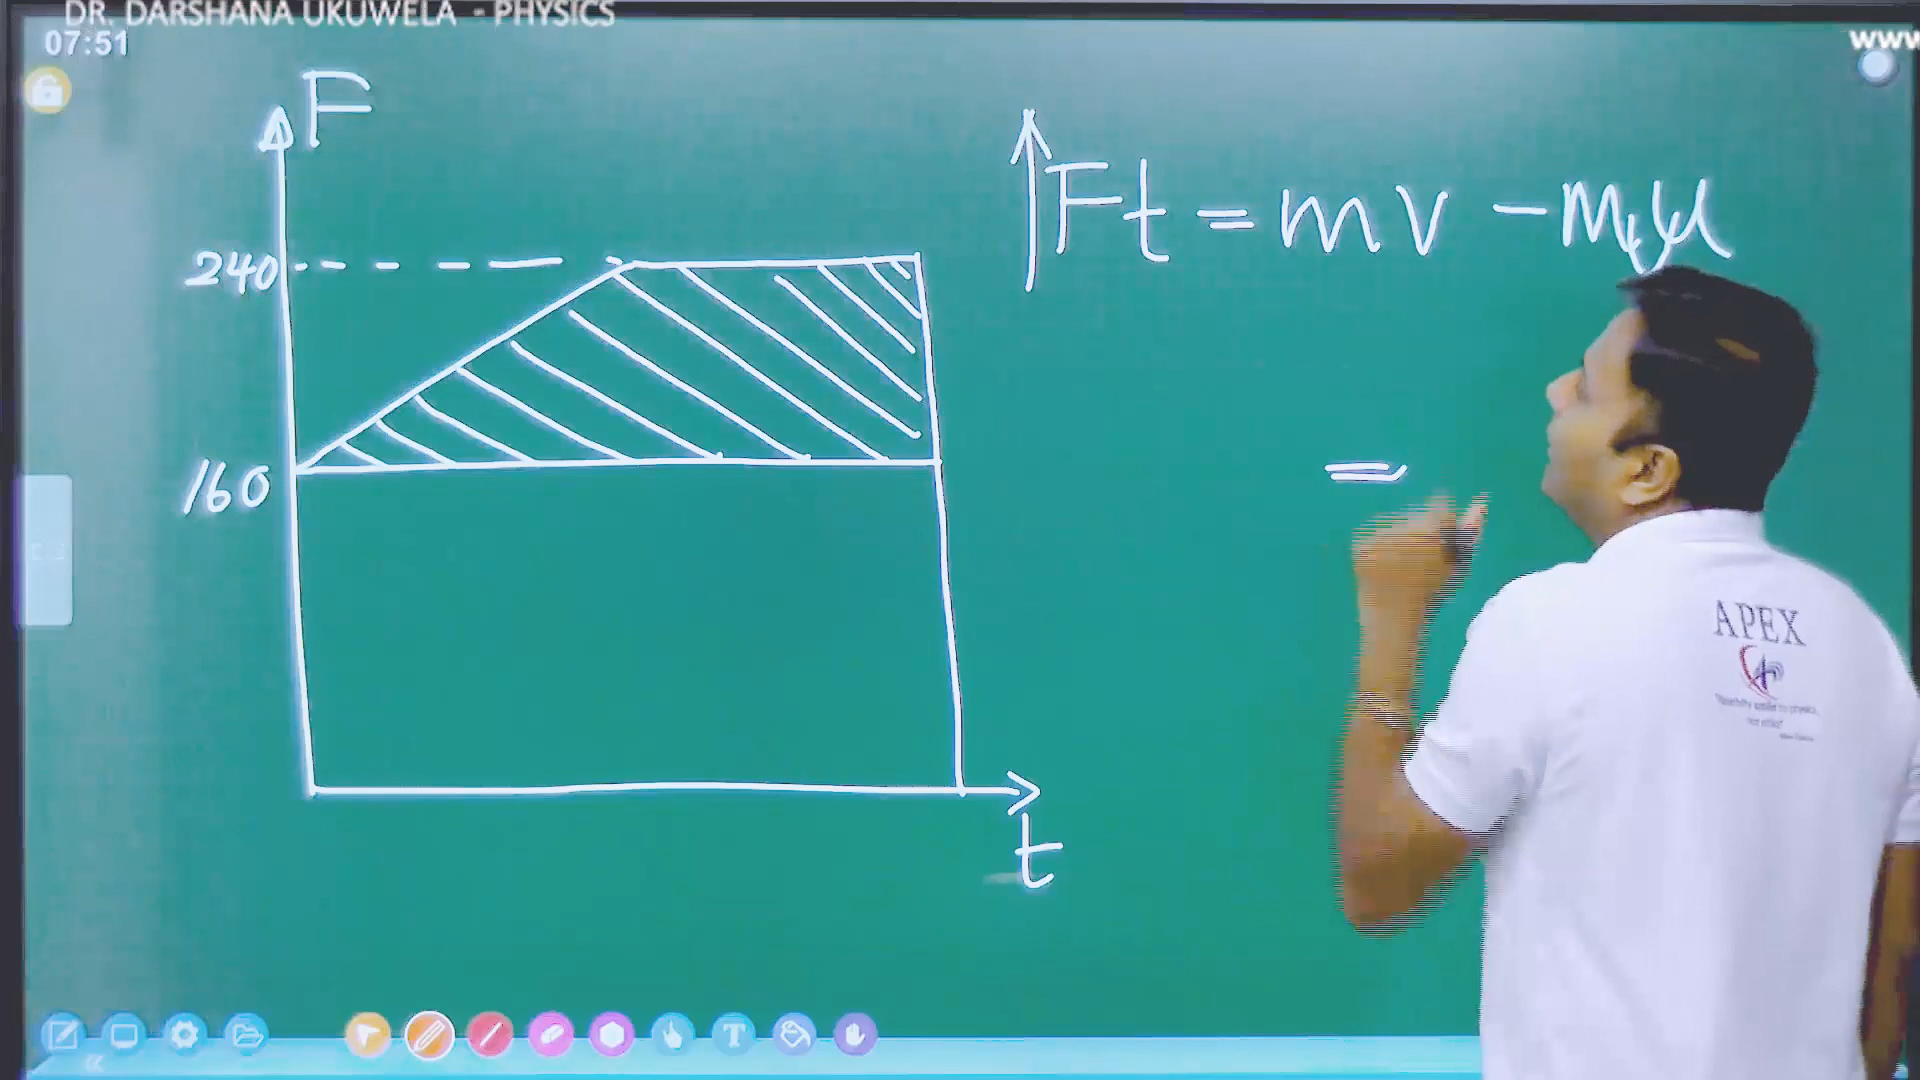 DR. DARSHANA UKUWELA - PHYSICS
07:51
www
F
240
160
t
Ft = mv - mu
=
APEX
T